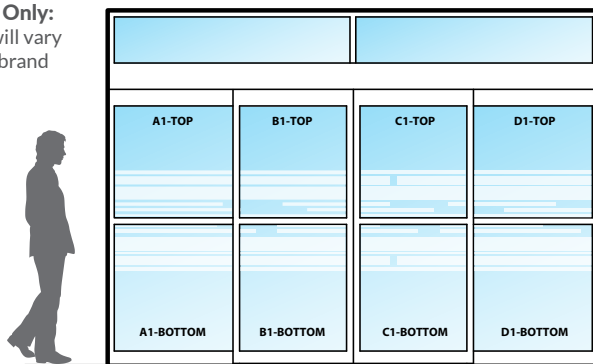 Only:
will vary
brand
A1-TOP B1-TOP C1-TOP D1-TOP
A1-BOTTOM B1-BOTTOM C1-BOTTOM D1-BOTTOM